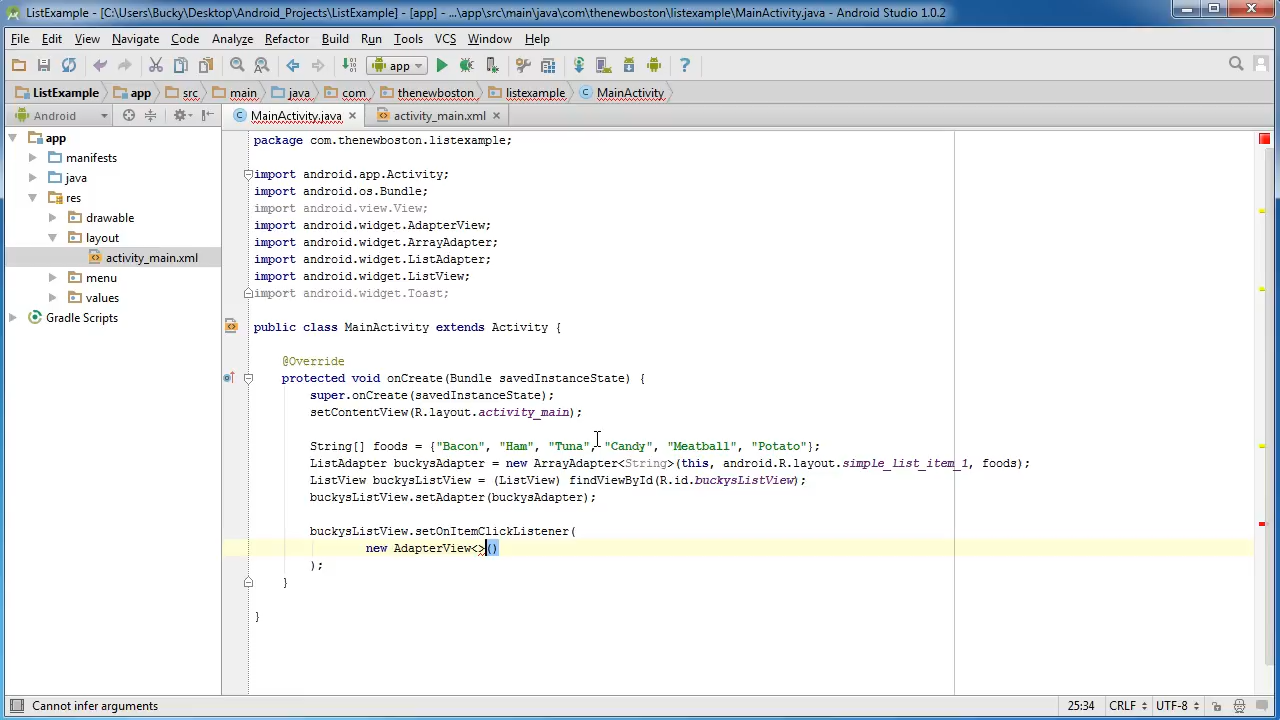 ListExample - [C:\Users\Bucky\Desktop\Android_Projects\ListExample] - [app] - ...\app\src\main\java\com\thenewboston\listexample\MainActivity.java - Android Studio 1.0.2
File Edit View Navigate Code Analyze Refactor Build Run Tools VCS Window Help
app
ListExample app src main java com thenewboston listexample MainActivity
Android
MainActivity.java activity_main.xml
app
manifests
java
res
drawable
layout
activity_main.xml
menu
values
Gradle Scripts
package com.thenewboston.listexample;
import android.app.Activity;
import android.os.Bundle;
import android.view.View;
import android.widget.AdapterView;
import android.widget.ArrayAdapter;
import android.widget.ListAdapter;
import android.widget.ListView;
import android.widget.Toast;
public class MainActivity extends Activity {
@Override
protected void onCreate(Bundle savedInstanceState) {
super.onCreate(savedInstanceState);
setContentView(R.layout.activity_main);
String[] foods = {"Bacon", "Ham", "Tuna", "Candy", "Meatball", "Potato"};
ListAdapter buckysAdapter = new ArrayAdapter<String>(this, android.R.layout.simple_list_item_1, foods);
ListView buckysListView = (ListView) findViewById(R.id.buckysListView);
buckysListView.setAdapter(buckysAdapter);
buckysListView.setOnItemClickListener(
new AdapterView<>()
);
}
}
Cannot infer arguments
25:34 CRLF UTF-8